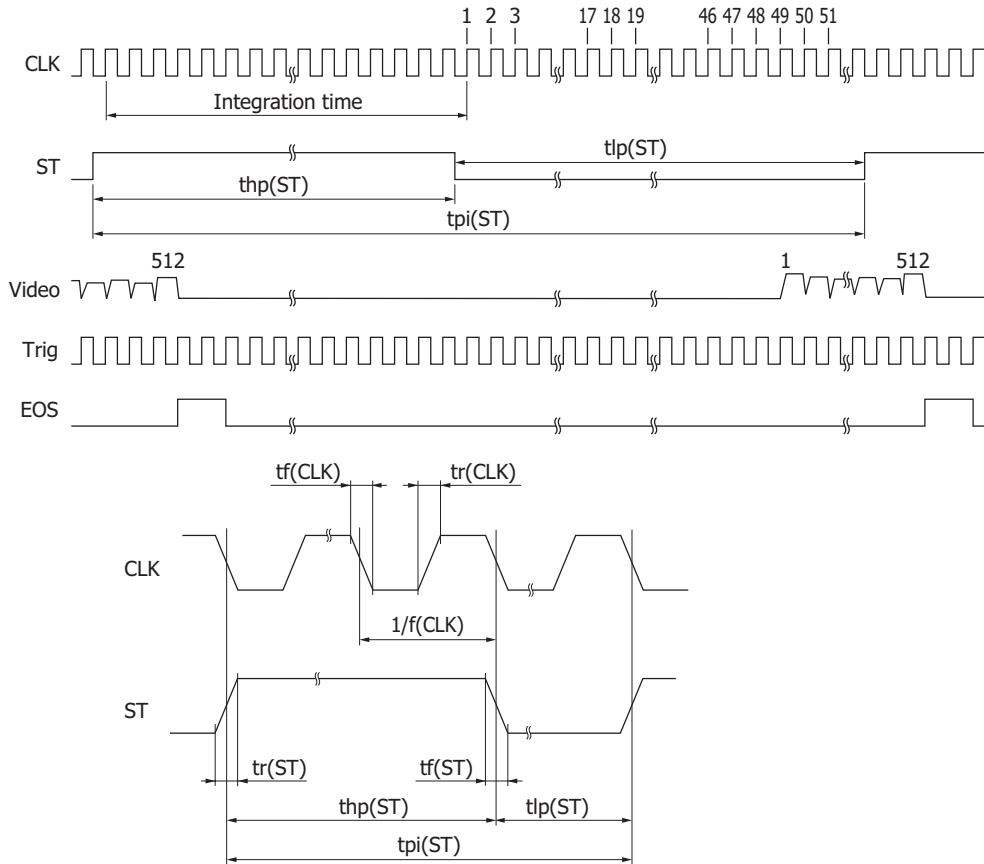 1 2 3 17 18 19 46 47 48 49 50 51
CLK
Integration time
tlp(ST)
ST
thp(ST)
tpi(ST)
512 1 512
Video
Trig
EOS
tf(CLK) tr(CLK)
CLK
1/f(CLK)
ST
tr(ST) tf(ST)
thp(ST) tlp(ST)
tpi(ST)